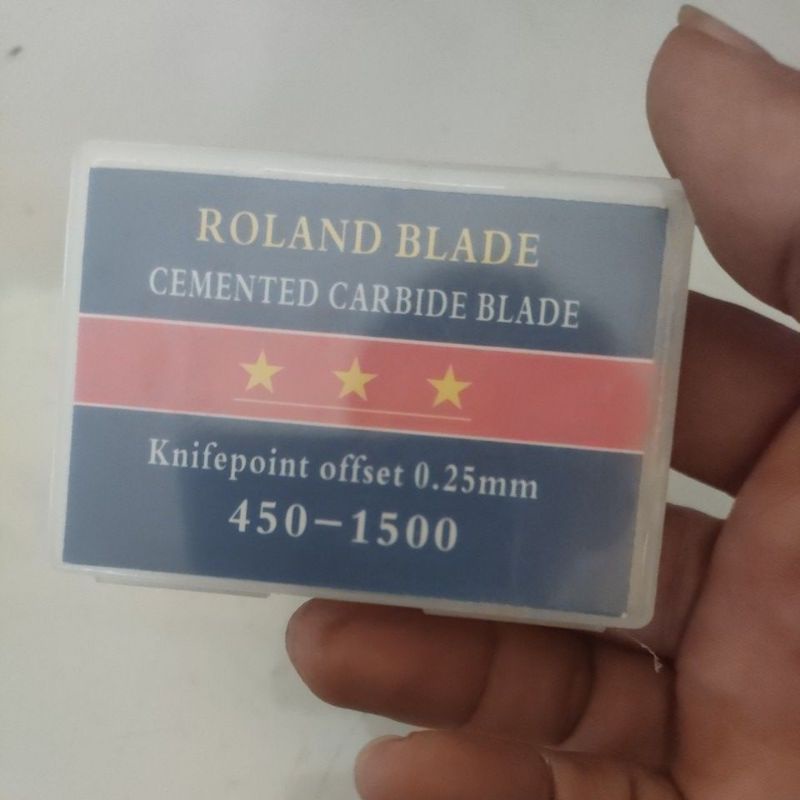 ROLAND BLADE
CEMENTED CARBIDE BLADE
Knifepoint offset 0.25mm
450-1500